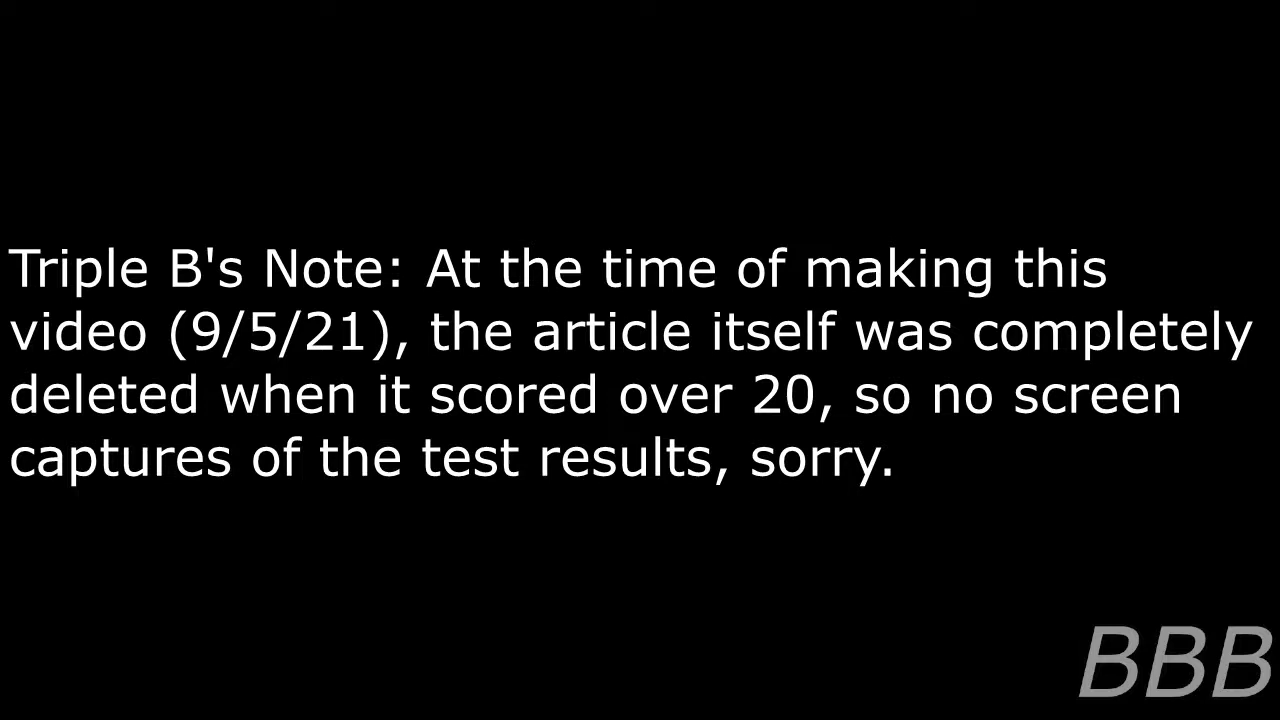 Triple B's Note: At the time of making this
video (9/5/21), the article itself was completely
deleted when it scored over 20, so no screen
captures of the test results, sorry.
BBB